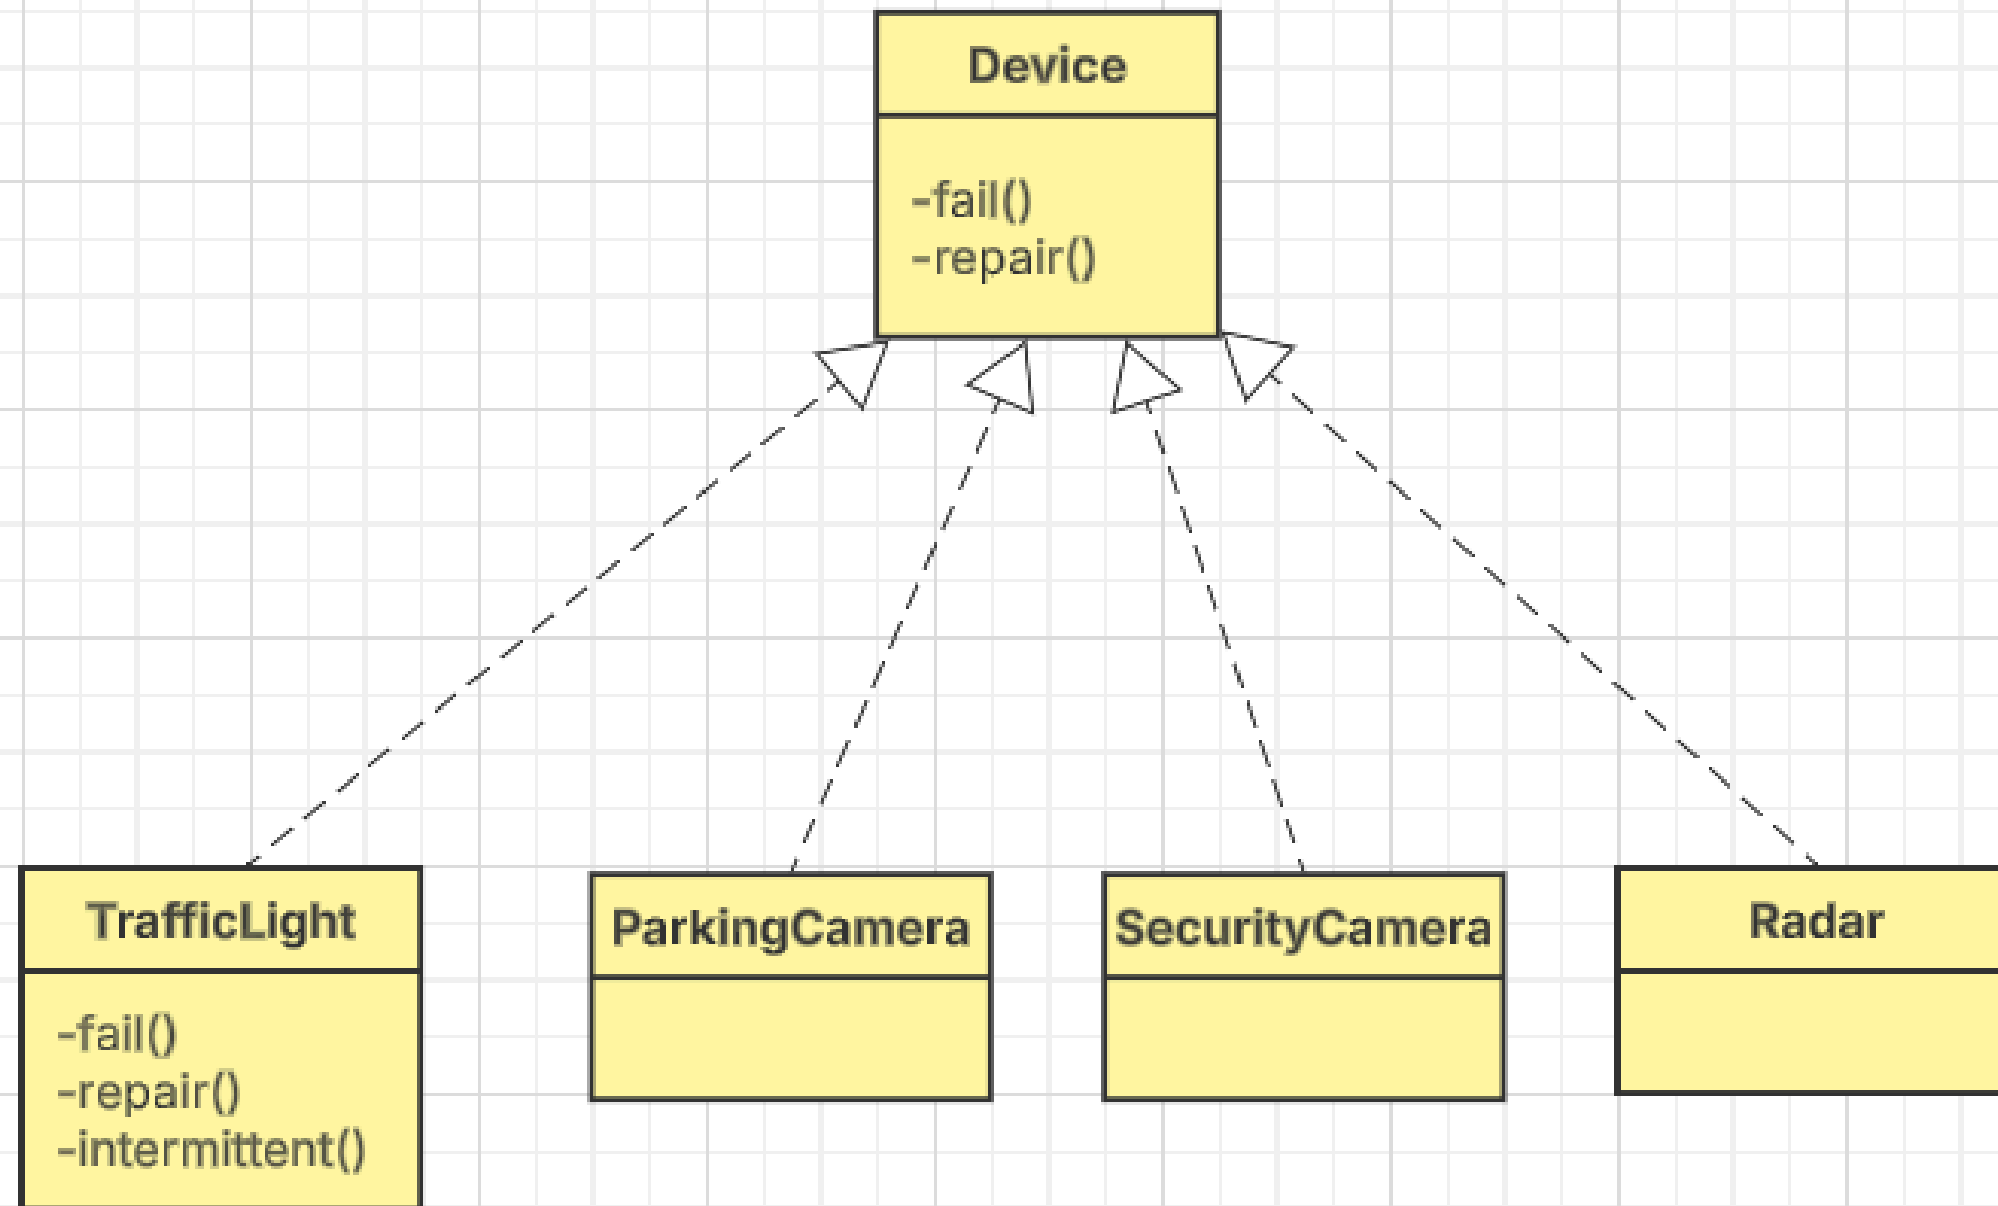 Device
-fail()
-repair()
TrafficLight
-fail()
-repair()
-intermittent()
ParkingCamera
SecurityCamera
Radar